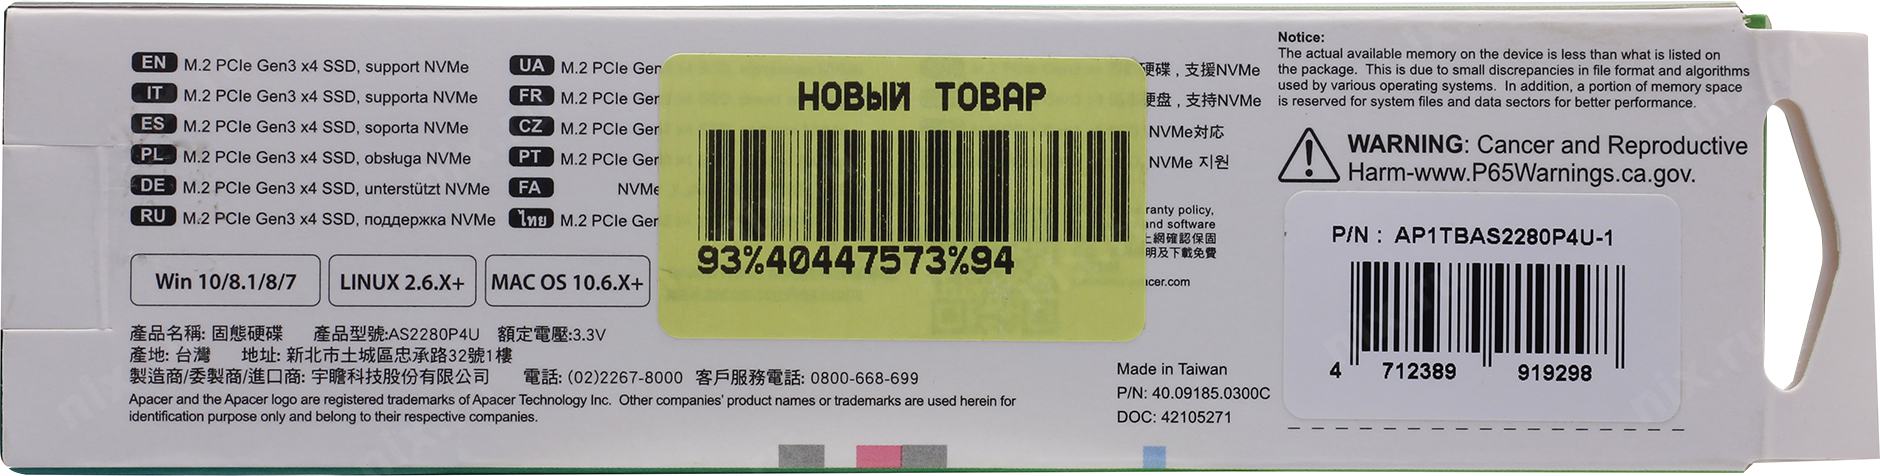 EN M.2 PCIe Gen3 x4 SSD, support NVMe
IT M.2 PCIe Gen3 x4 SSD, supporta NVMe
ES M.2 PCIe Gen3 x4 SSD, soporta NVMe
PL M.2 PCIe Gen3 x4 SSD, obsługa NVMe
DE M.2 PCIe Gen3 x4 SSD, unterstützt NVMe
RU M.2 PCIe Gen3 x4 SSD, поддержка NVMe
UA M.2 PCIe Gen
FR M.2 PCIe Gen
CZ M.2 PCIe Gen
PT M.2 PCIe Gen
FA NVMe
ไทย M.2 PCIe Gen
硬碟 , 支援NVMe
硬盘 , 支持NVMe
NVMe対応
NVMe 지원
НОВЫЙ ТОВАР
93%40447573%94
policy,
and software
上網確認保固
明及下載免費
Win 10/8.1/8/7
LINUX 2.6.X+
MAC OS 10.6.X+
產品名稱: 固態硬碟 產品型號:AS2280P4U 額定電壓:3.3V
產地: 台灣 地址: 新北市土城區忠承路32號1樓
製造商/委製商/進口商: 宇瞻科技股份有限公司 電話: (02)2267-8000 客戶服務電話: 0800-668-699
Apacer and the Apacer logo are registered trademarks of Apacer Technology Inc. Other companies' product names or trademarks are used herein for
identification purpose only and belong to their respective companies.
Made in Taiwan
P/N: 40.09185.0300C
DOC: 42105271
Notice:
The actual available memory on the device is less than what is listed on
the package. This is due to small discrepancies in file format and algorithms
used by various operating systems. In addition, a portion of memory space
is reserved for system files and data sectors for better performance.
WARNING: Cancer and Reproductive
Harm-www.P65Warnings.ca.gov.
P/N : AP1TBAS2280P4U-1
4 712389 919298